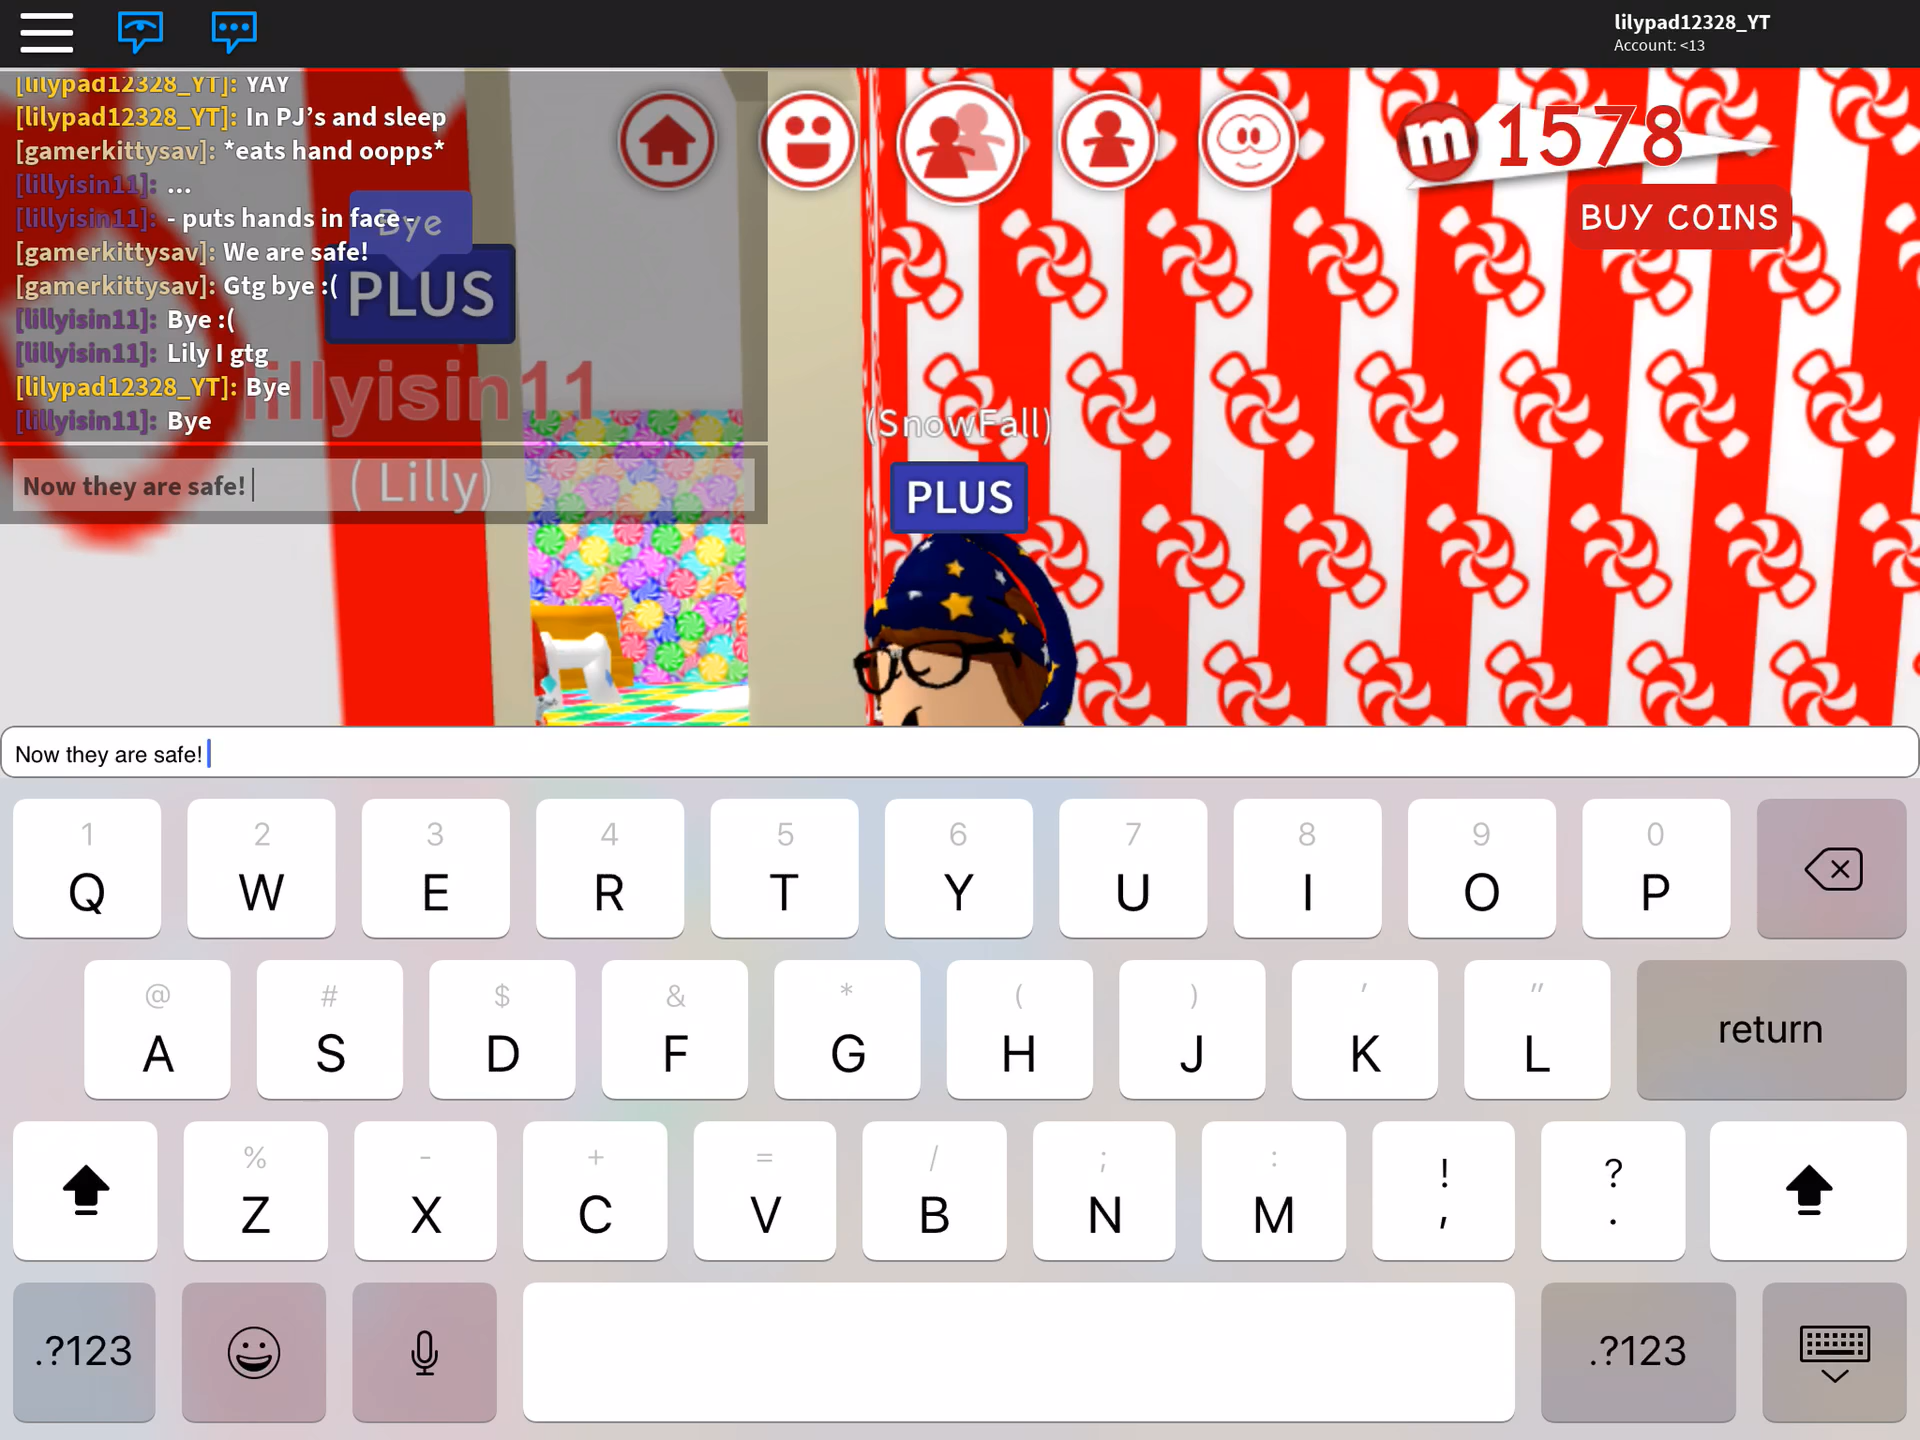 lilypad12328_YT
Account: <13
[lilypad12328_YT]: YAY
[lilypad12328_YT]: In PJ's and sleep
[gamerkittysav]: *eats hand oopps*
[lillyisin11]: ...
[lillyisin11]: - puts hands in face -
[gamerkittysav]: We are safe!
[gamerkittysav]: Gtg bye :(
[lillyisin11]: Bye :(
[lillyisin11]: Lily I gtg
[lilypad12328_YT]: Bye
[lillyisin11]: Bye
Now they are safe!
Bye
PLUS
lillyisin11
( Lilly)
m 1578
BUY COINS
(SnowFall)
PLUS
Now they are safe!
1 2 3 4 5 6 7 8 9 0
Q W E R T Y U I O P
@ # $ & * ( ) ' "
A S D F G H J K L return
% - + = / ; : ! ?
Z X C V B N M , .
.?123 .?123